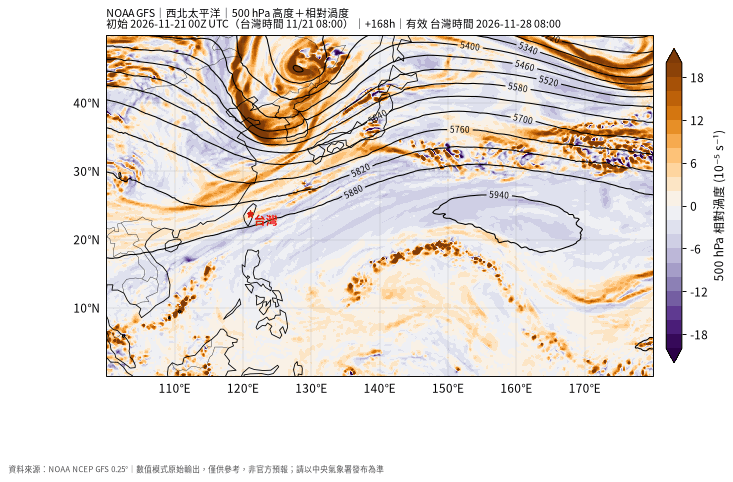 NOAA GFS｜西北太平洋｜500 hPa 高度＋相對渦度
初始 2026-11-21 00Z UTC（台灣時間 11/21 08:00）｜+168h｜有效 台灣時間 2026-11-28 08:00
5400
5340
5460
5520
5580
5640
5700
5760
5820
5880
5940
台灣
40°N
30°N
20°N
10°N
110°E
120°E
130°E
140°E
150°E
160°E
170°E
18
12
6
0
-6
-12
-18
500 hPa 相對渦度 (10⁻⁵ s⁻¹)
資料來源：NOAA NCEP GFS 0.25°｜數值模式原始輸出，僅供參考，非官方預報；請以中央氣象署發布為準